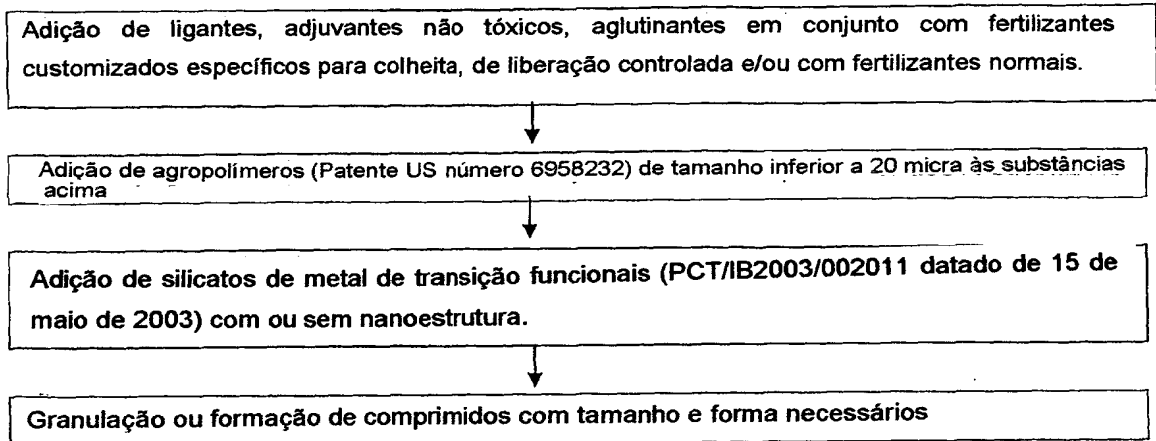 Adição de ligantes, adjuvantes não tóxicos, aglutinantes em conjunto com fertilizantes
customizados específicos para colheita, de liberação controlada e/ou com fertilizantes normais.
Adição de agropolímeros (Patente US número 6958232) de tamanho inferior a 20 micra às substâncias
acima
Adição de silicatos de metal de transição funcionais (PCT/IB2003/002011 datado de 15 de
maio de 2003) com ou sem nanoestrutura.
Granulação ou formação de comprimidos com tamanho e forma necessários